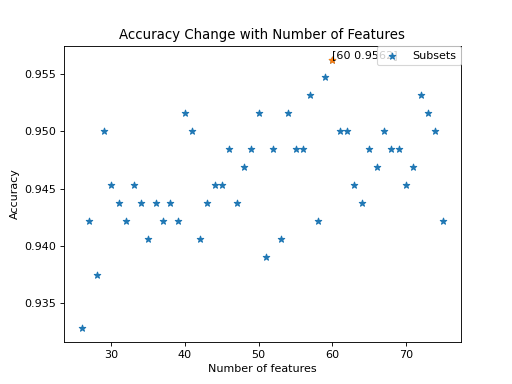 Accuracy Change with Number of Features
[60 0.956
Subsets
0.955
0.950
0.945
0.940
0.935
Accuracy
30 40 50 60 70
Number of features